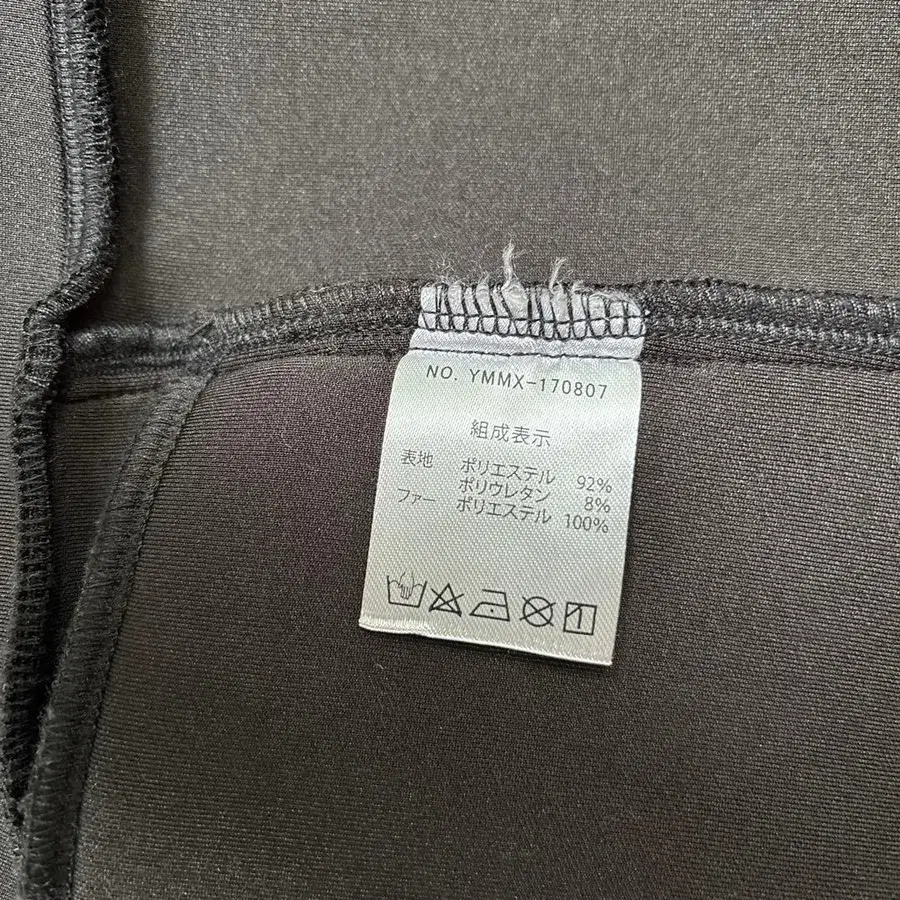 NO. YMMX-170807
組成表示
表地 ポリエステル 92%
ポリウレタン 8%
ファー ポリエステル 100%